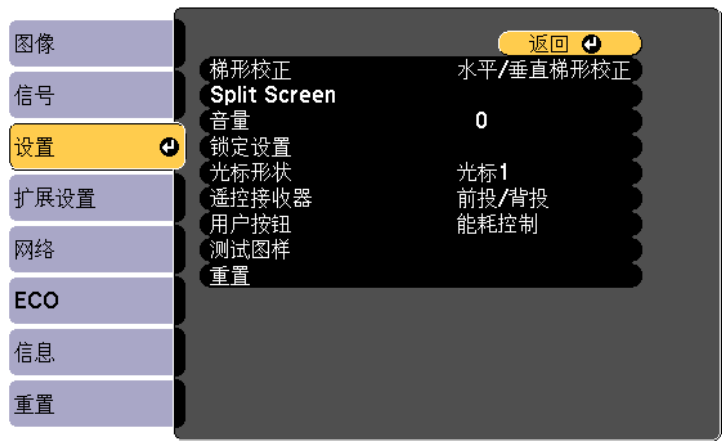 图像
信号
设置
扩展设置
网络
ECO
信息
重置
返回
梯形校正 水平/垂直梯形校正
Split Screen
音量 0
锁定设置
光标形状 光标1
遥控接收器 前投/背投
用户按钮 能耗控制
测试图样
重置